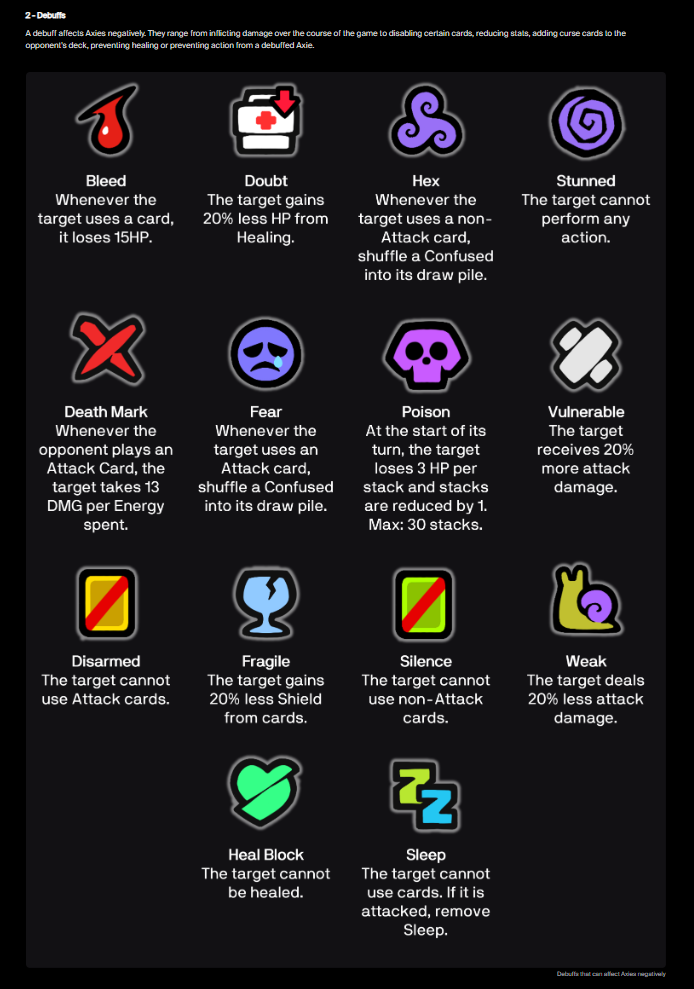 2 - Debuffs
A debuff affects Axies negatively. They range from inflicting damage over the course of the game to disabling certain cards, reducing stats, adding curse cards to the
opponent's deck, preventing healing or preventing action from a debuffed Axie.
Bleed
Whenever the
target uses a card,
it loses 15HP.
Doubt
The target gains
20% less HP from
Healing.
Hex
Whenever the
target uses a non-
Attack card,
shuffle a Confused
into its draw pile.
Stunned
The target cannot
perform any
action.
Death Mark
Whenever the
opponent plays an
Attack Card, the
target takes 13
DMG per Energy
spent.
Fear
Whenever the
target uses an
Attack card,
shuffle a Confused
into its draw pile.
Poison
At the start of its
turn, the target
loses 3 HP per
stack and stacks
are reduced by 1.
Max: 30 stacks.
Vulnerable
The target
receives 20%
more attack
damage.
Disarmed
The target cannot
use Attack cards.
Fragile
The target gains
20% less Shield
from cards.
Silence
The target cannot
use non-Attack
cards.
Weak
The target deals
20% less attack
damage.
Heal Block
The target cannot
be healed.
Sleep
The target cannot
use cards. If it is
attacked, remove
Sleep.
Debuffs that can affect Axies negatively